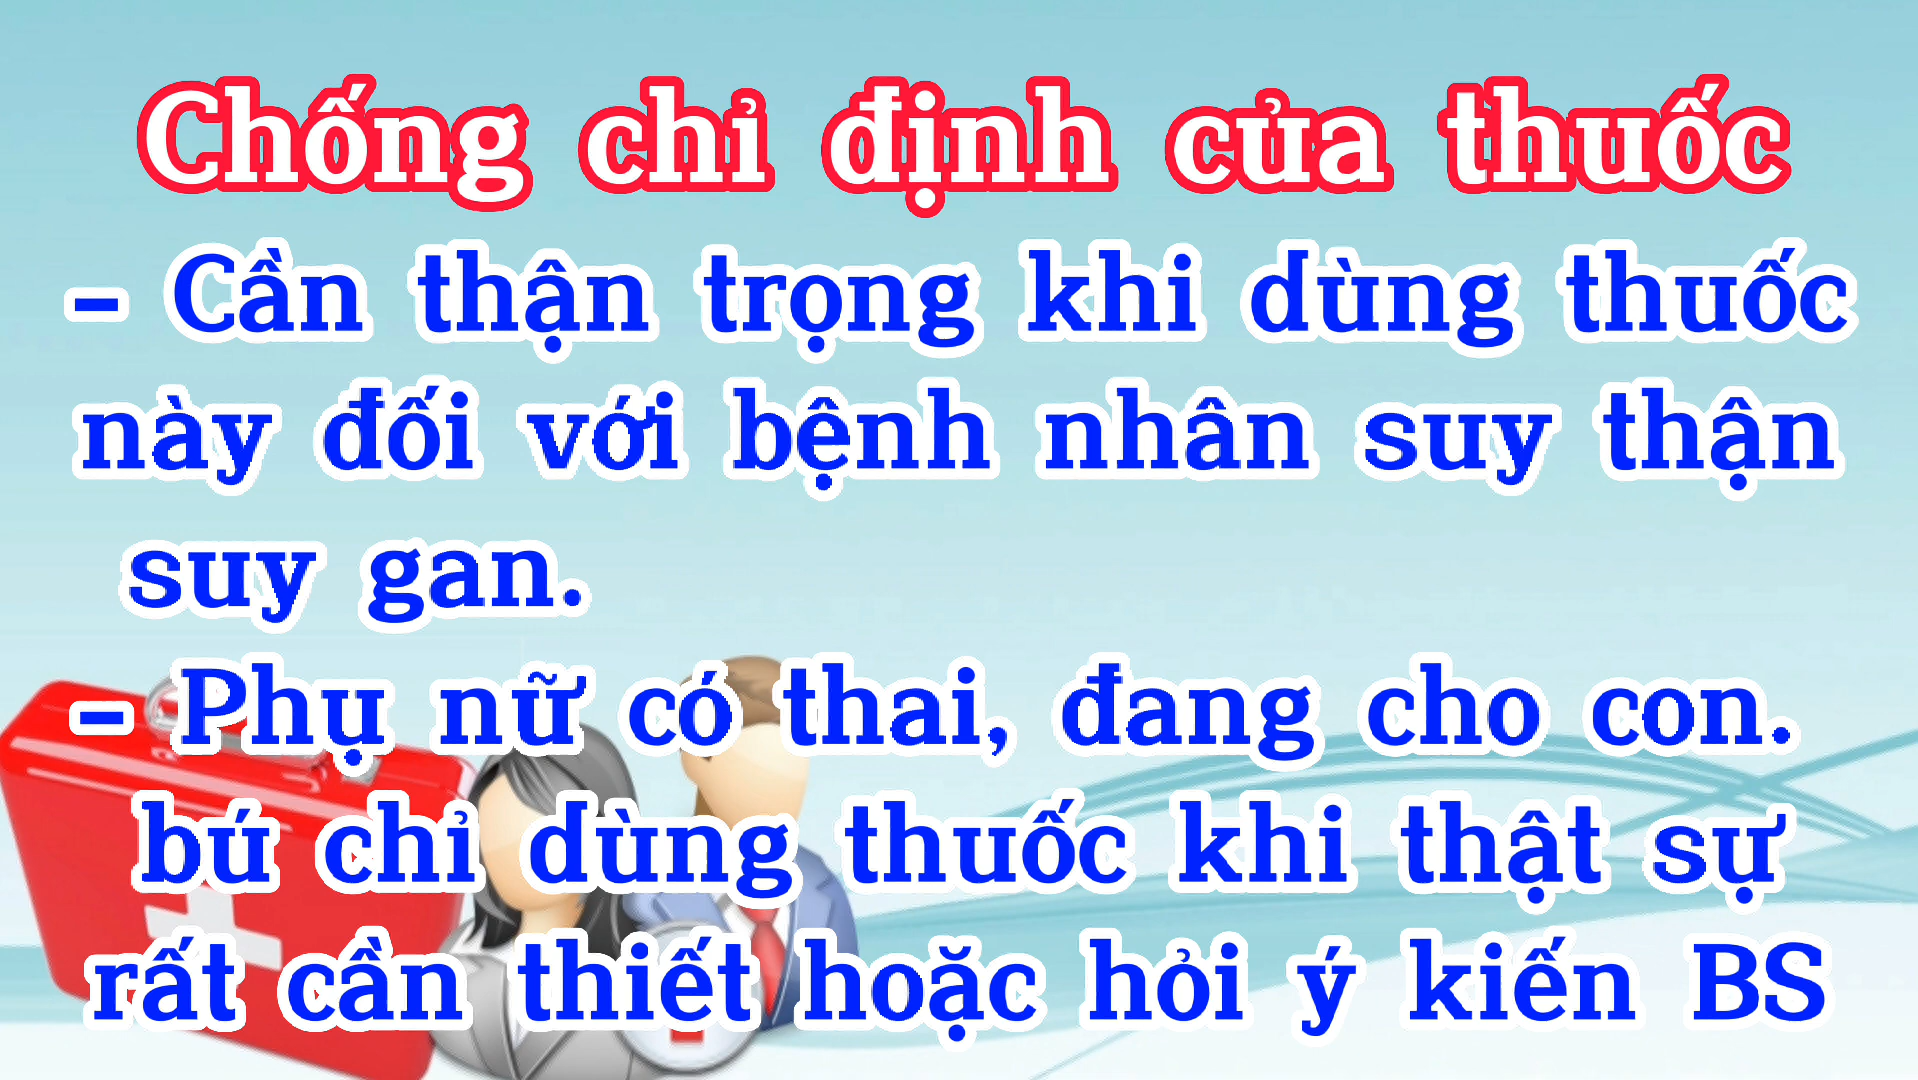 Chống chỉ định của thuốc
- Cần thận trọng khi dùng thuốc
này đối với bệnh nhân suy thận
suy gan.
- Phụ nữ có thai, đang cho con.
bú chỉ dùng thuốc khi thật sự
rất cần thiết hoặc hỏi ý kiến BS